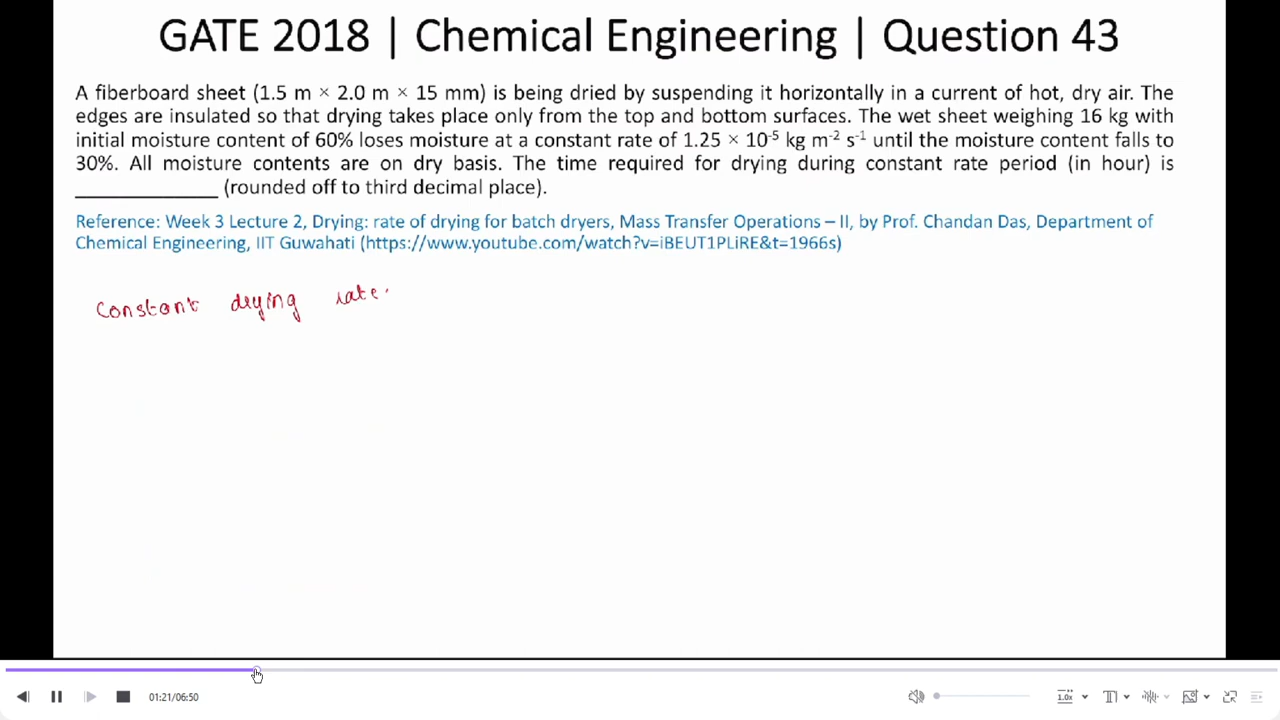 GATE 2018 | Chemical Engineering | Question 43
A fiberboard sheet (1.5 m × 2.0 m × 15 mm) is being dried by suspending it horizontally in a current of hot, dry air. The
edges are insulated so that drying takes place only from the top and bottom surfaces. The wet sheet weighing 16 kg with
initial moisture content of 60% loses moisture at a constant rate of 1.25 × 10⁻⁵ kg m⁻² s⁻¹ until the moisture content falls to
30%. All moisture contents are on dry basis. The time required for drying during constant rate period (in hour) is
______________ (rounded off to third decimal place).
Reference: Week 3 Lecture 2, Drying: rate of drying for batch dryers, Mass Transfer Operations – II, by Prof. Chandan Das, Department of
Chemical Engineering, IIT Guwahati (https://www.youtube.com/watch?v=iBEUT1PLiRE&t=1966s)
Constant drying rate.
01:21/06:50 1.0x